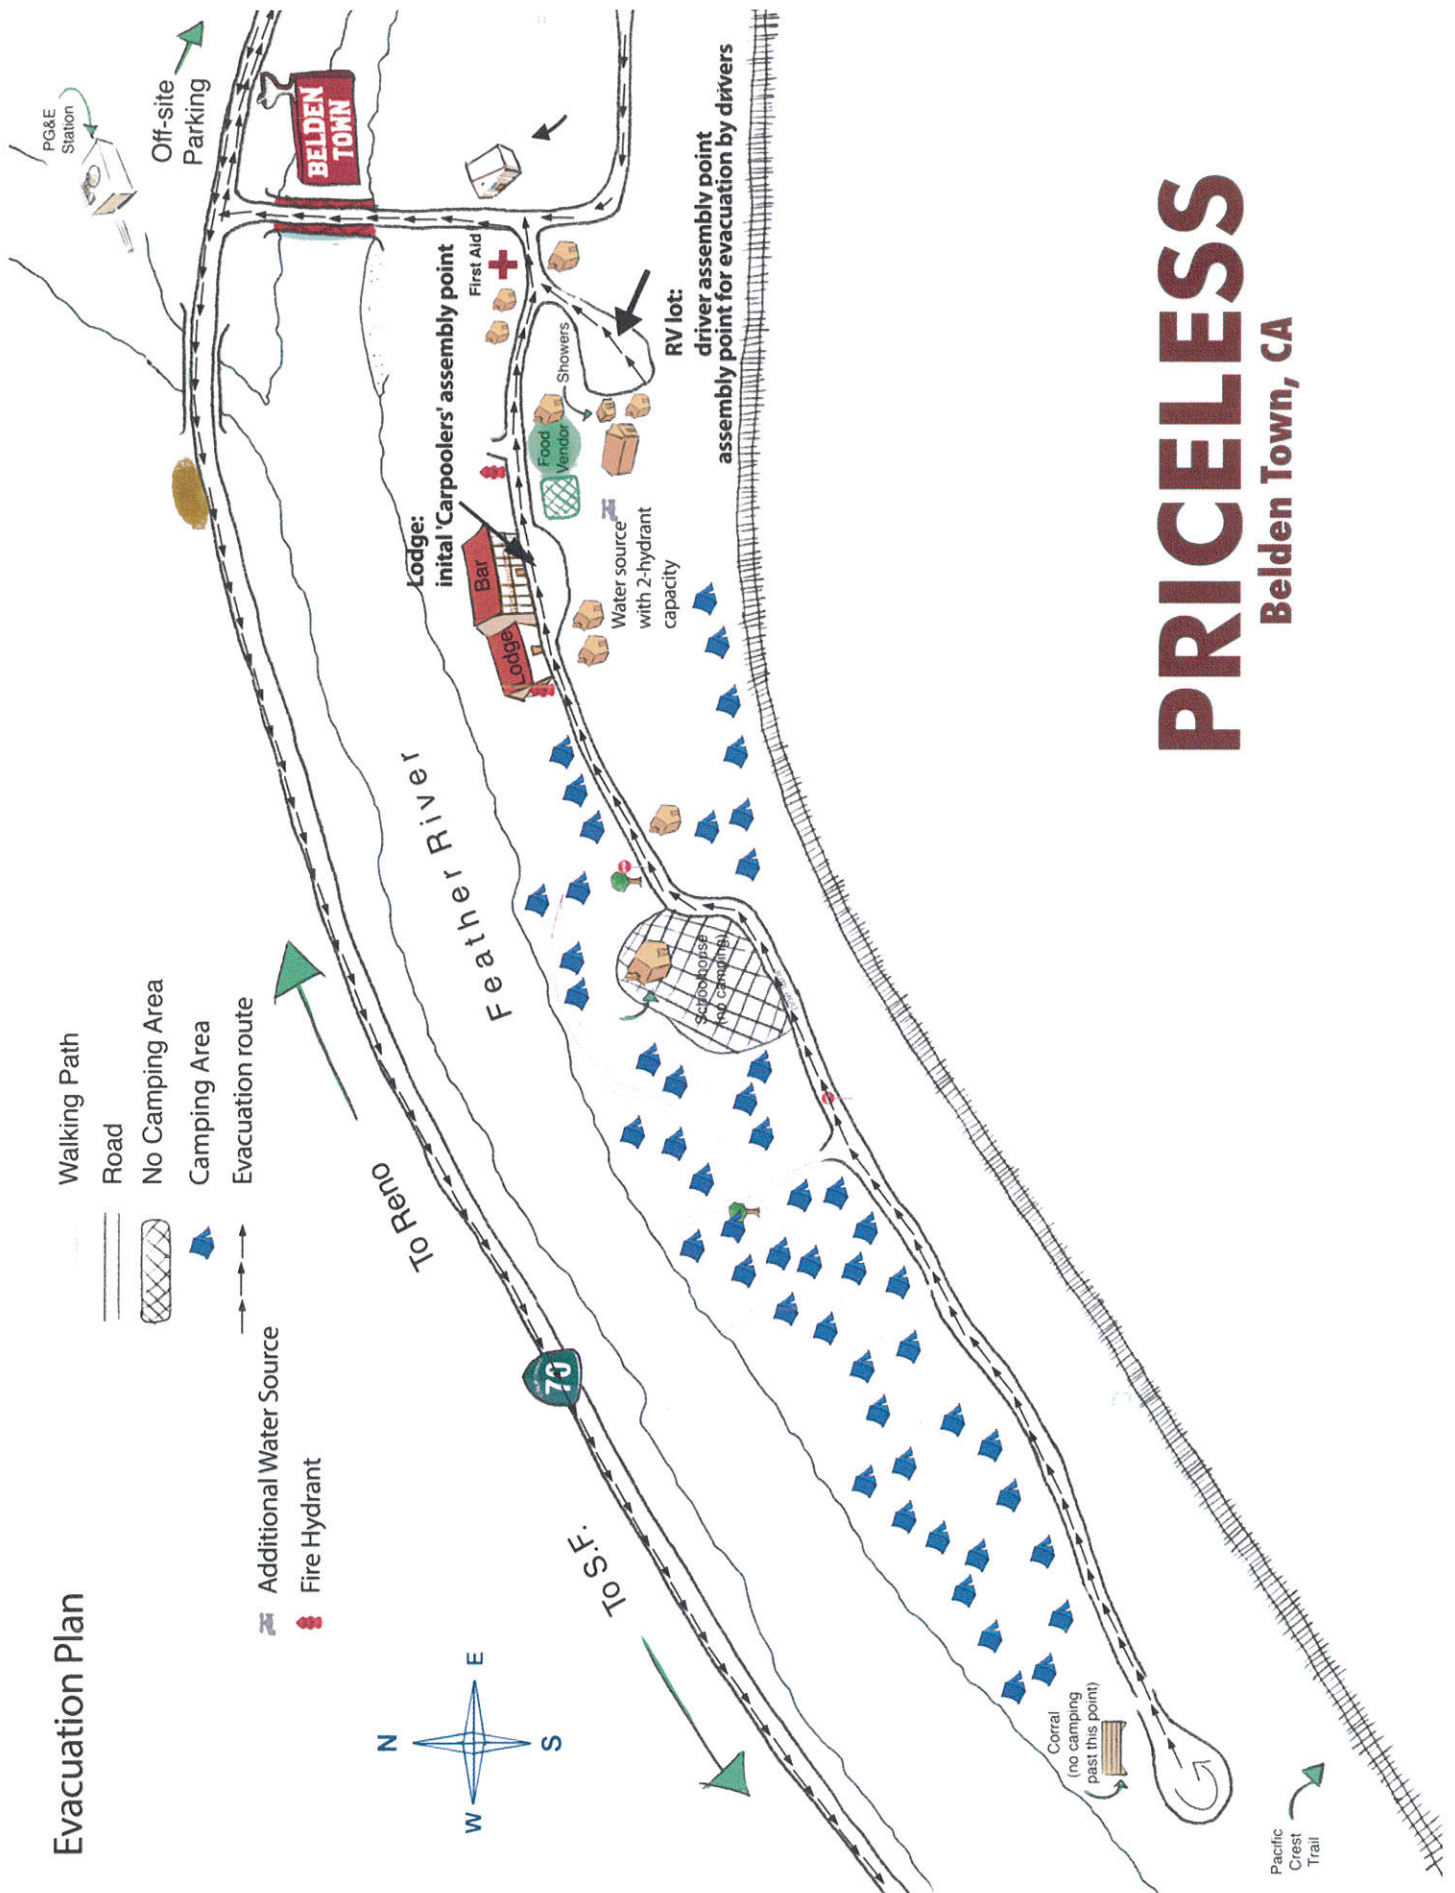 Evacuation Plan
Walking Path
Road
No Camping Area
Camping Area
Evacuation route
Additional Water Source
Fire Hydrant
N
W
E
S
PG&E
Station
Off-site
Parking
BELDEN
TOWN
To Reno
70
To S.F.
Feather River
Lodge:
inital 'Carpoolers' assembly point
First Aid
Bar
Lodge
Food
Vendor
Showers
Water source
with 2-hydrant
capacity
RV lot:
driver assembly point
assembly point for evacuation by drivers
Schoolhouse
(no camping)
Corral
(no camping
past this point)
Pacific
Crest
Trail
PRICELESS
Belden Town, CA